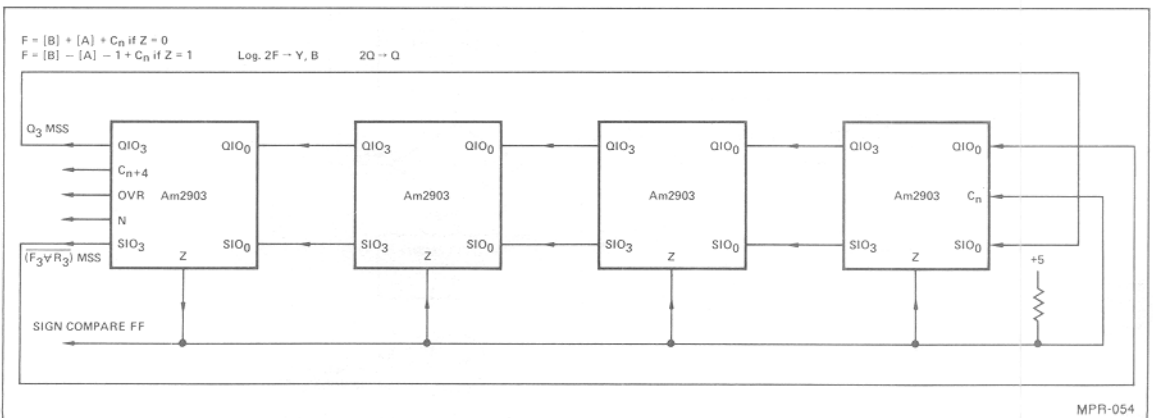 F = [B] + [A] + Cn if Z = 0
F = [B] − [A] − 1 + Cn if Z = 1 Log. 2F → Y, B 2Q → Q
Q3 MSS
QIO3 QIO0 QIO3 QIO0 QIO3 QIO0 QIO3 QIO0
Cn+4
OVR Am2903 Am2903 Am2903 Am2903 Cn
N
SIO3 SIO0 SIO3 SIO0 SIO3 SIO0 SIO3 SIO0
(F3∀R3) MSS Z Z Z Z +5
SIGN COMPARE FF
MPR-054